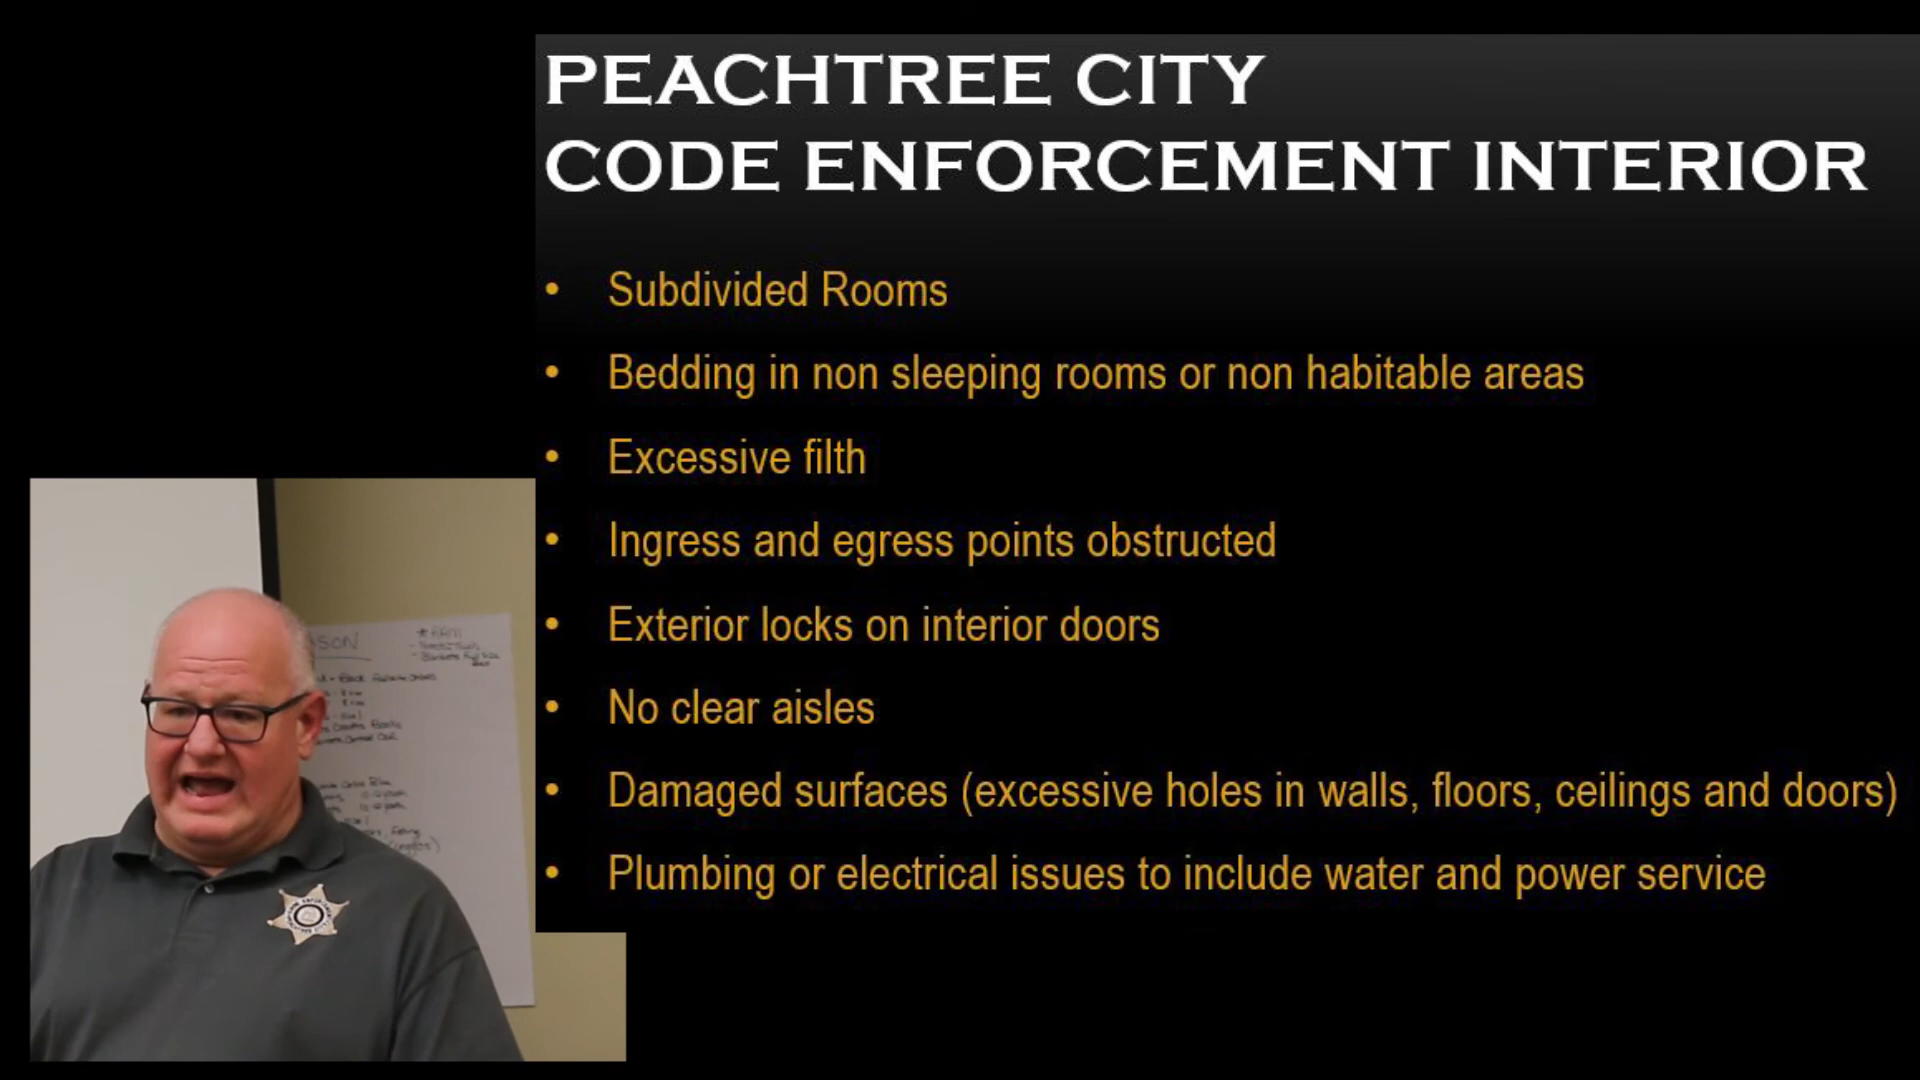 PEACHTREE CITY
CODE ENFORCEMENT INTERIOR
• Subdivided Rooms
• Bedding in non sleeping rooms or non habitable areas
• Excessive filth
• Ingress and egress points obstructed
• Exterior locks on interior doors
• No clear aisles
• Damaged surfaces (excessive holes in walls, floors, ceilings and doors)
• Plumbing or electrical issues to include water and power service
SON